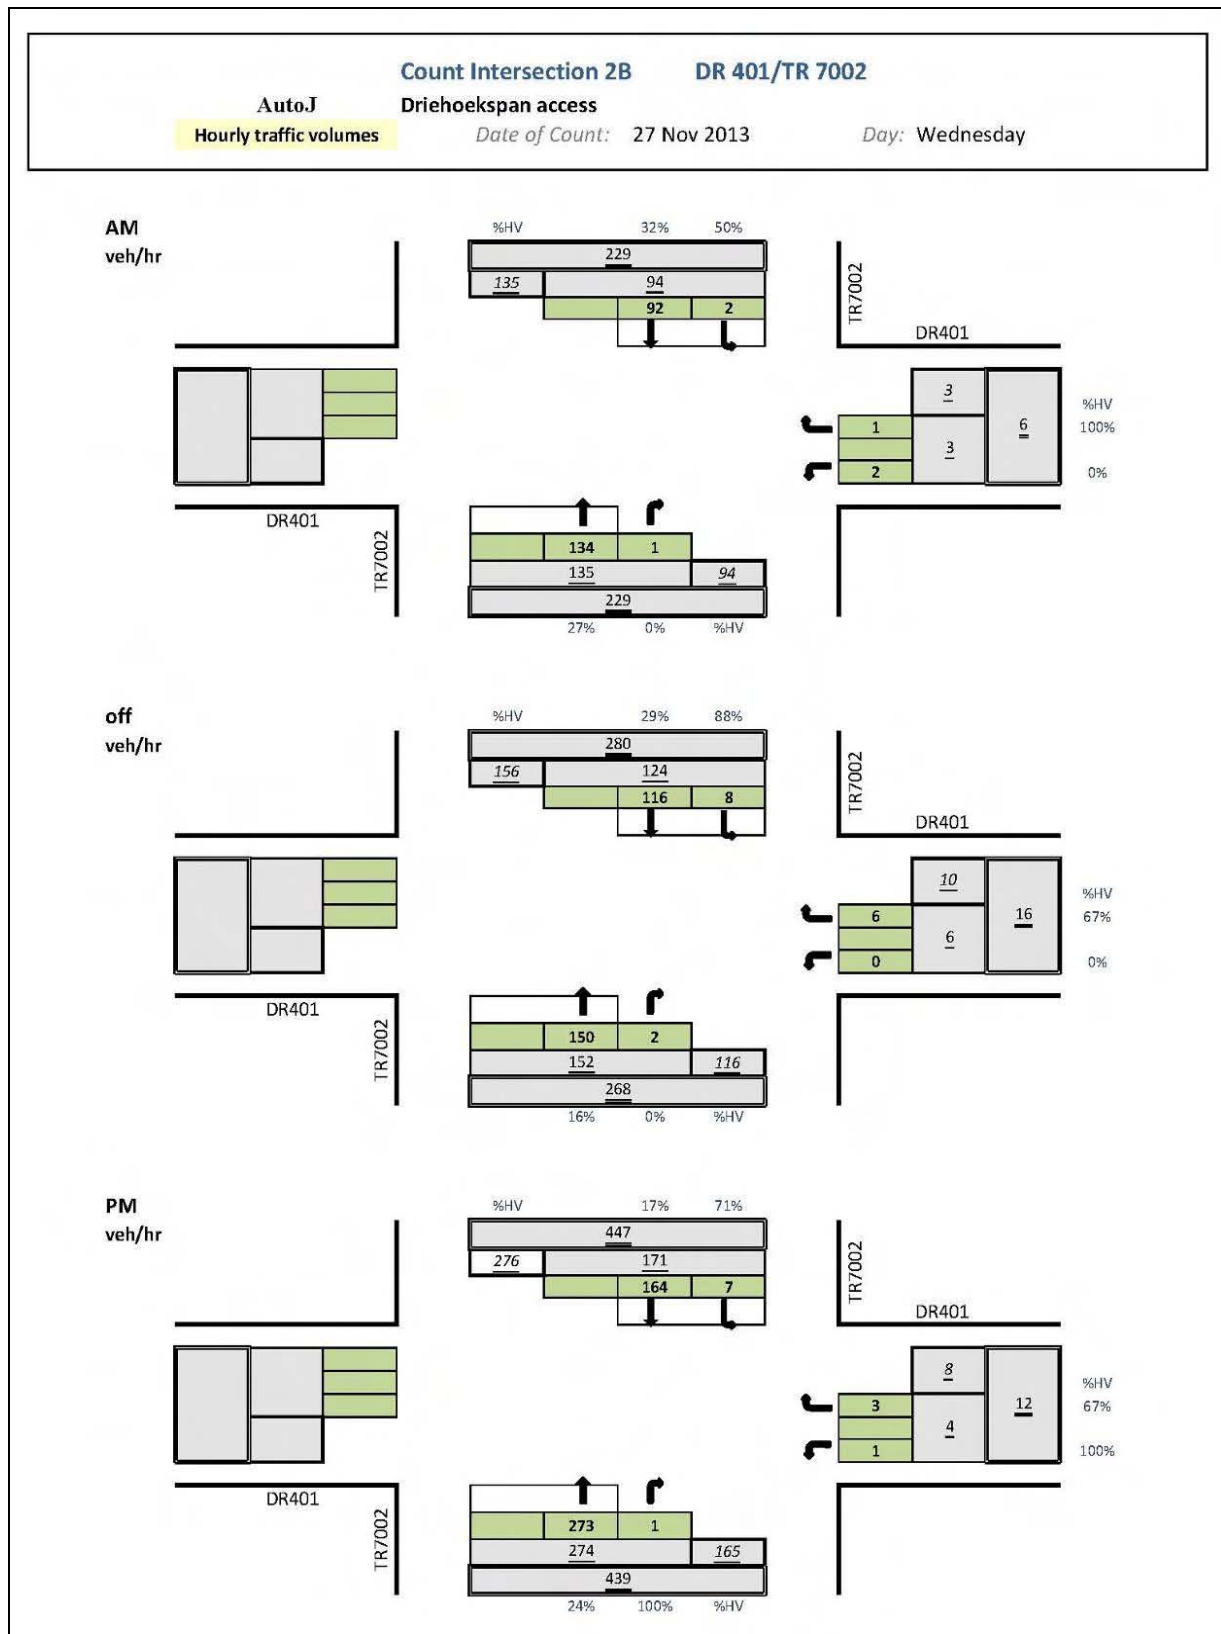 Count Intersection 2B DR 401/TR 7002
AutoJ Driehoekspan access
Hourly traffic volumes Date of Count: 27 Nov 2013 Day: Wednesday
AM %HV 32% 50%
veh/hr 229
135 94
92 2
TR7002
DR401
3
%HV
1 6 100%
3
2 0%
DR401
TR7002
134 1
135 94
229
27% 0% %HV
off %HV 29% 88%
veh/hr 280
156 124
116 8
TR7002
DR401
10
%HV
6 16 67%
6
0 0%
DR401
TR7002
150 2
152 116
268
16% 0% %HV
PM %HV 17% 71%
veh/hr 447
276 171
164 7
TR7002
DR401
8
%HV
3 12 67%
4
1 100%
DR401
TR7002
273 1
274 165
439
24% 100% %HV